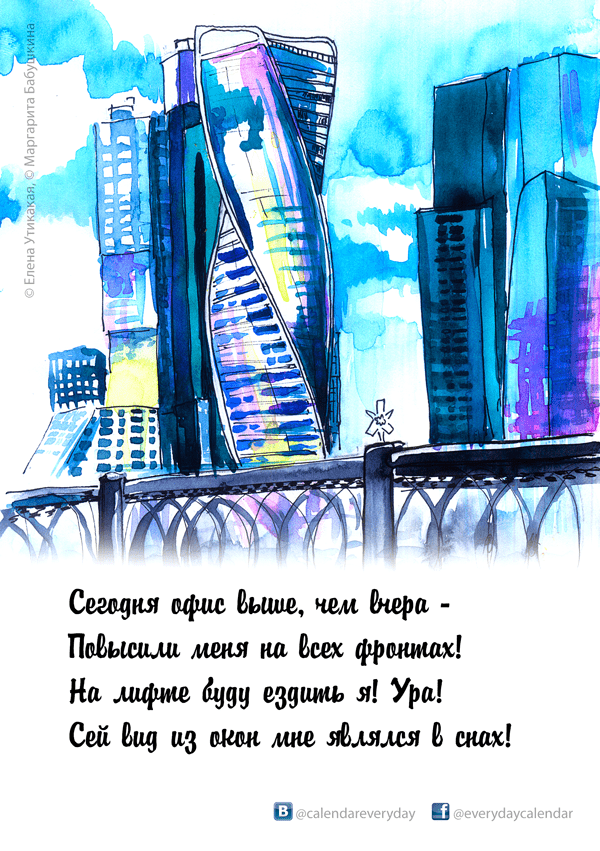 © Елена Утикакая, © Маргарита Бабушкина
Сегодня офис выше, чем вчера -
Повысили меня на всех фронтах!
На лифте буду ездить я! Ура!
Сей вид из окон мне являлся в снах!
В @calendareveryday f @everydaycalendar